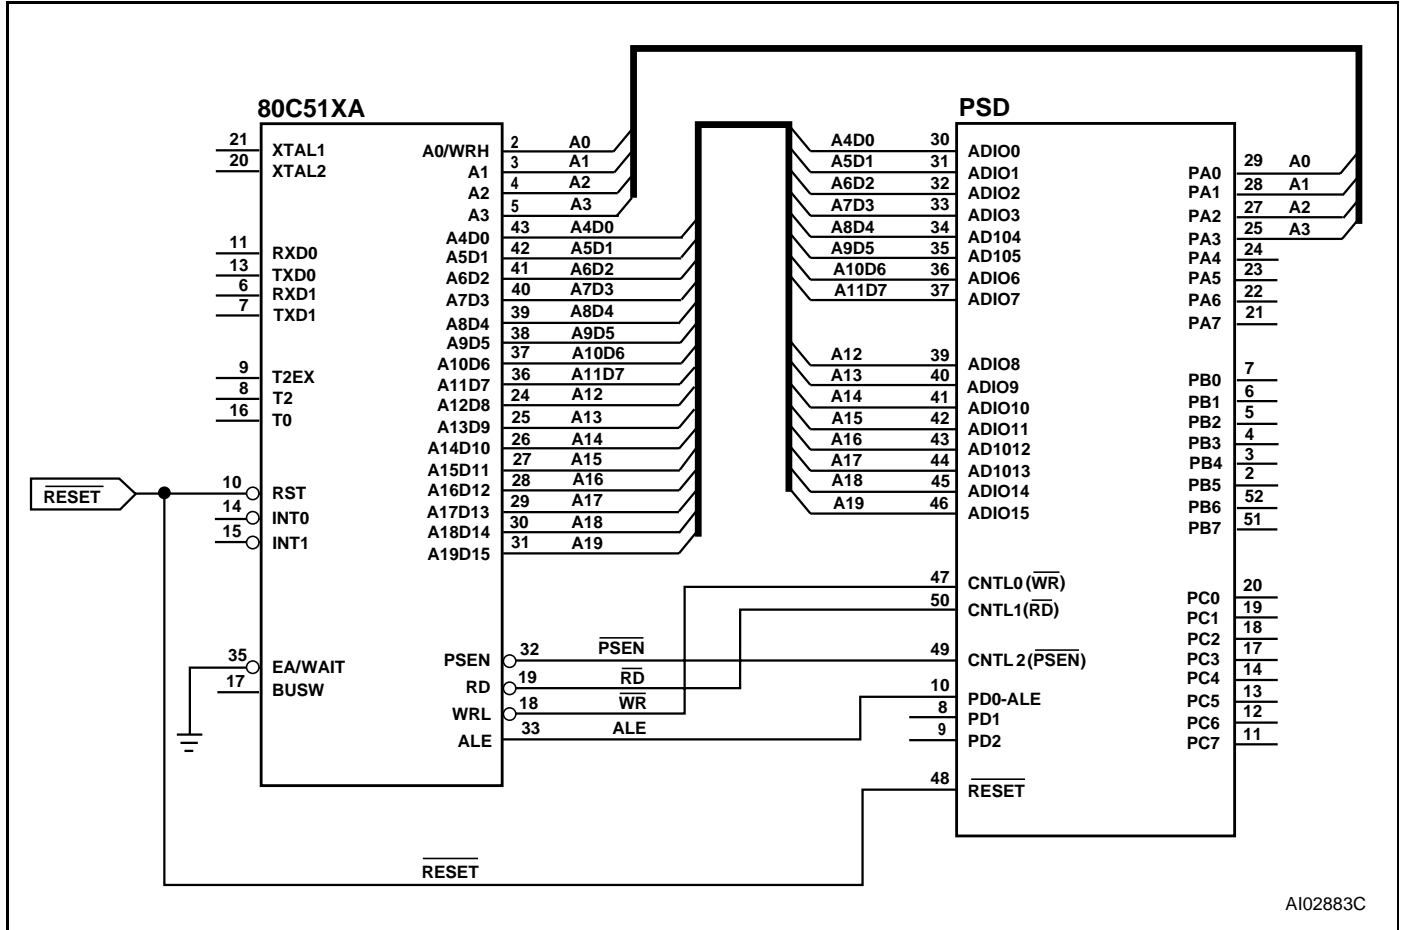 80C51XA
21 XTAL1
20 XTAL2
11 RXD0
13 TXD0
6 RXD1
7 TXD1
9 T2EX
8 T2
16 T0
RESET
10 RST
14 INT0
15 INT1
35 EA/WAIT
17 BUSW
A0/WRH 2 A0
A1 3 A1
A2 4 A2
A3 5 A3
A4D0 43 A4D0
A5D1 42 A5D1
A6D2 41 A6D2
A7D3 40 A7D3
A8D4 39 A8D4
A9D5 38 A9D5
A10D6 37 A10D6
A11D7 36 A11D7
A12D8 24 A12
A13D9 25 A13
A14D10 26 A14
A15D11 27 A15
A16D12 28 A16
A17D13 29 A17
A18D14 30 A18
A19D15 31 A19
PSEN 32 PSEN
RD 19 RD
WRL 18 WR
ALE 33 ALE
RESET
PSD
A4D0 30 ADIO0
A5D1 31 ADIO1
A6D2 32 ADIO2
A7D3 33 ADIO3
A8D4 34 AD104
A9D5 35 AD105
A10D6 36 ADIO6
A11D7 37 ADIO7
A12 39 ADIO8
A13 40 ADIO9
A14 41 ADIO10
A15 42 ADIO11
A16 43 AD1012
A17 44 AD1013
A18 45 ADIO14
A19 46 ADIO15
47 CNTL0(WR)
50 CNTL1(RD)
49 CNTL2(PSEN)
10 PD0-ALE
8 PD1
9 PD2
48 RESET
PA0 29 A0
PA1 28 A1
PA2 27 A2
PA3 25 A3
PA4 24
PA5 23
PA6 22
PA7 21
PB0 7
PB1 6
PB2 5
PB3 4
PB4 3
PB5 2
PB6 52
PB7 51
PC0 20
PC1 19
PC2 18
PC3 17
PC4 14
PC5 13
PC6 12
PC7 11
AI02883C